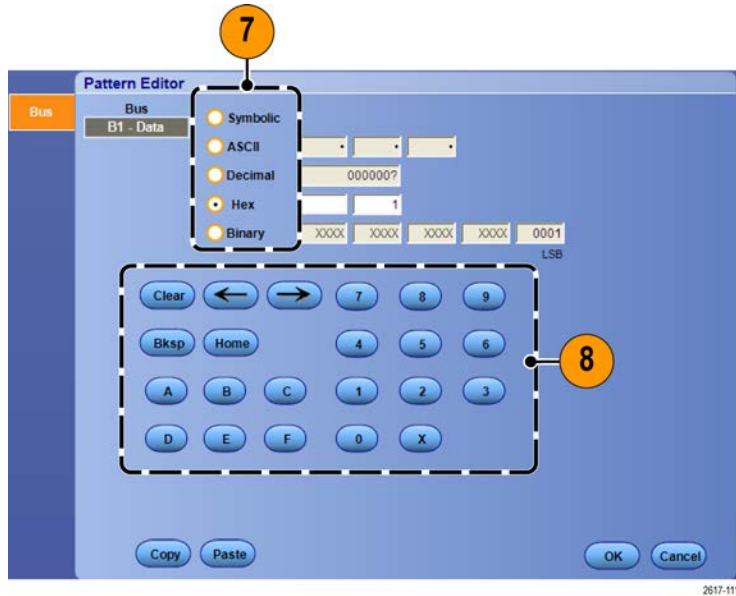 7
Pattern Editor
Bus
Bus
B1 - Data
Symbolic
ASCII
Decimal 000000?
Hex 1
Binary XXXX XXXX XXXX XXXX 0001
LSB
Clear ← → 7 8 9
Bksp Home 4 5 6
8
A B C 1 2 3
D E F 0 X
Copy Paste OK Cancel